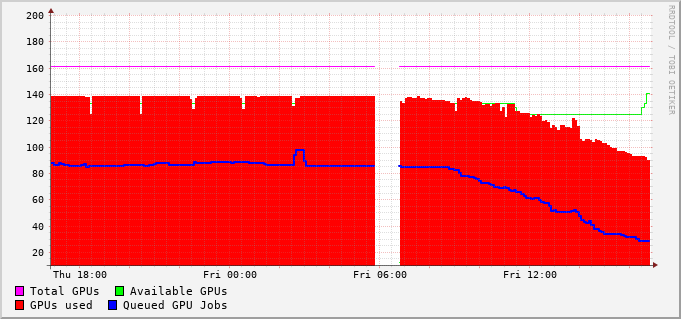 200
180
160
140
120
100
80
60
40
20
Thu 18:00 Fri 00:00 Fri 06:00 Fri 12:00
Total GPUs Available GPUs
GPUs used Queued GPU Jobs
RRDTOOL / TOBI OETIKER